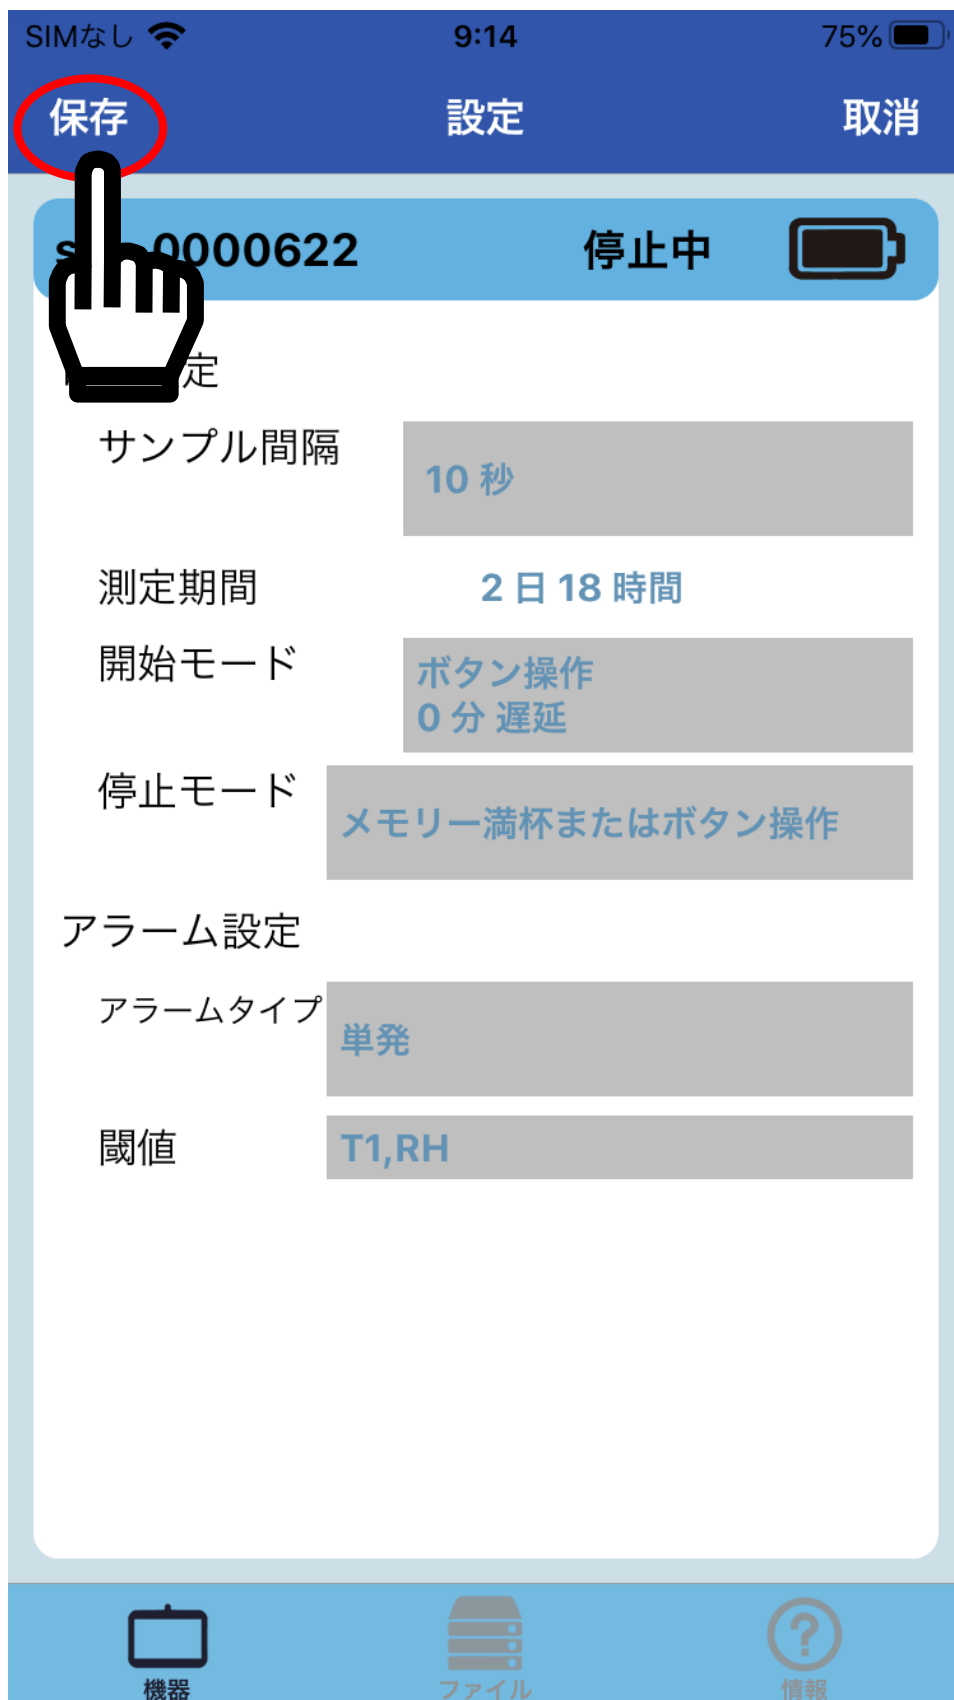 SIMなし 9:14 75%
保存 設定 取消
0000622 停止中
定
サンプル間隔 10 秒
測定期間 2 日 18 時間
開始モード ボタン操作
0 分 遅延
停止モード メモリー満杯またはボタン操作
アラーム設定
アラームタイプ 単発
閾値 T1,RH
機器 ファイル 情報